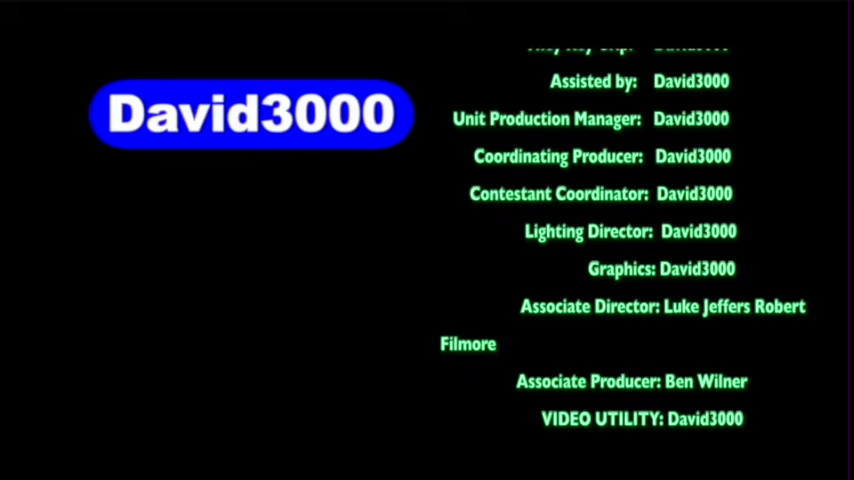 David3000
David3000
Assisted by: David3000
Unit Production Manager: David3000
Coordinating Producer: David3000
Contestant Coordinator: David3000
Lighting Director: David3000
Graphics: David3000
Associate Director: Luke Jeffers Robert
Filmore
Associate Producer: Ben Wilner
VIDEO UTILITY: David3000